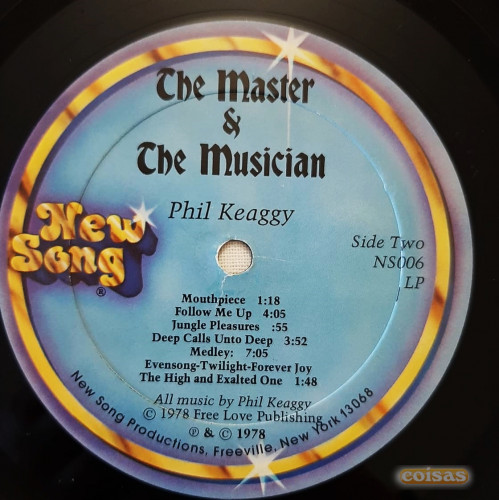 The Master
&
The Musician
Phil Keaggy
New
Song
®
Side Two
NS006
LP
Mouthpiece 1:18
Follow Me Up 4:05
Jungle Pleasures :55
Deep Calls Unto Deep 3:52
Medley: 7:05
Evensong-Twilight-Forever Joy
The High and Exalted One 1:48
All music by Phil Keaggy
© 1978 Free Love Publishing
℗ & © 1978
New Song Productions, Freeville, New York 13068
coisas